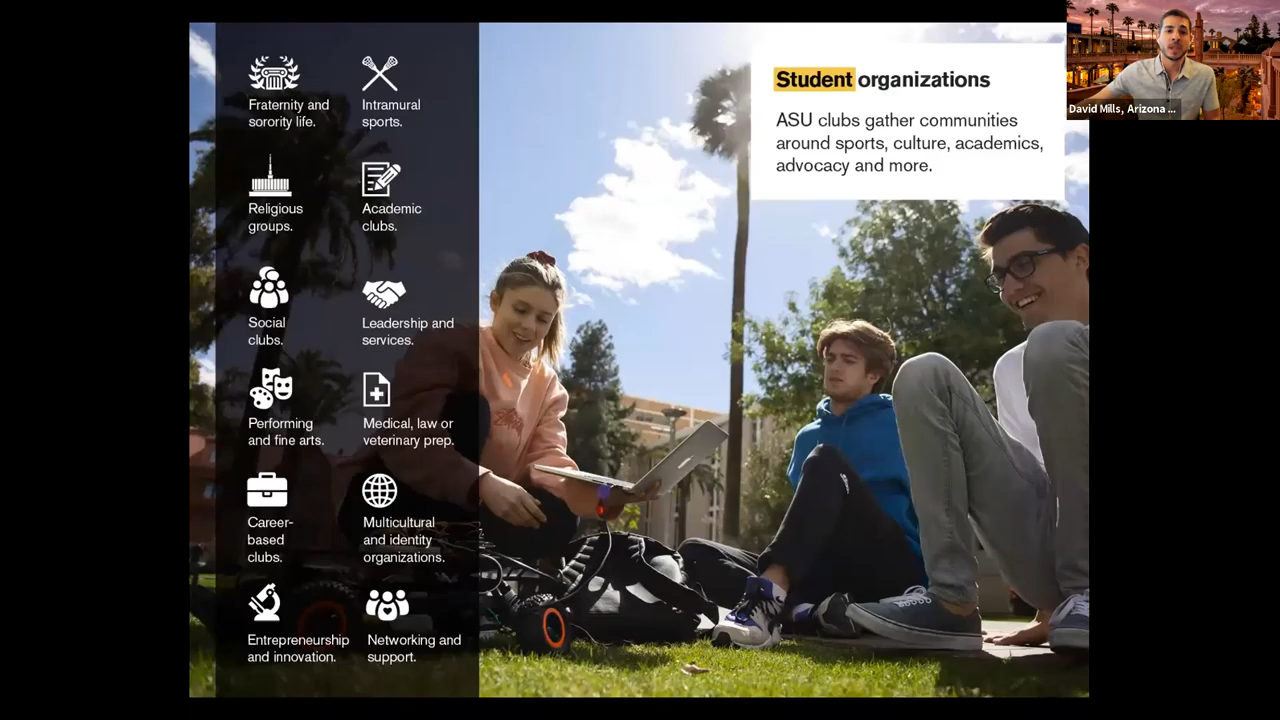 Fraternity and
sorority life.
Intramural
sports.
Religious
groups.
Academic
clubs.
Social
clubs.
Leadership and
services.
Performing
and fine arts.
Medical, law or
veterinary prep.
Career-
based
clubs.
Multicultural
and identity
organizations.
Entrepreneurship
and innovation.
Networking and
support.
Student organizations
ASU clubs gather communities
around sports, culture, academics,
advocacy and more.
David Mills, Arizona ...